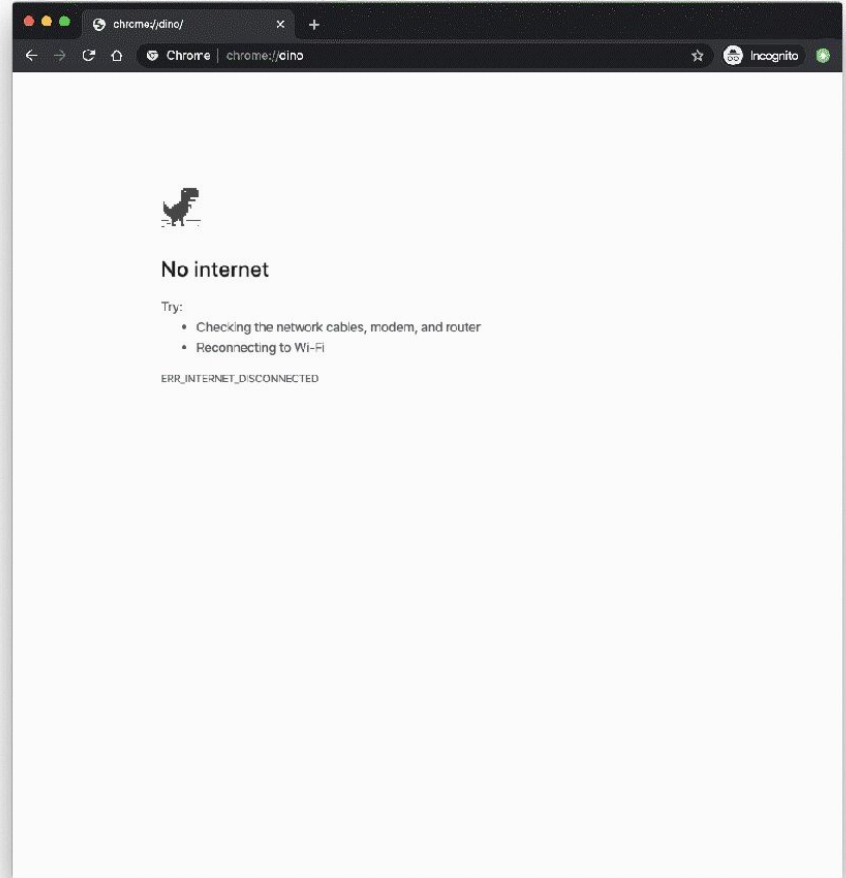 chrome://dino/
Chrome | chrome://dino
Incognito
No internet
Try:
• Checking the network cables, modem, and router
• Reconnecting to Wi-Fi
ERR_INTERNET_DISCONNECTED